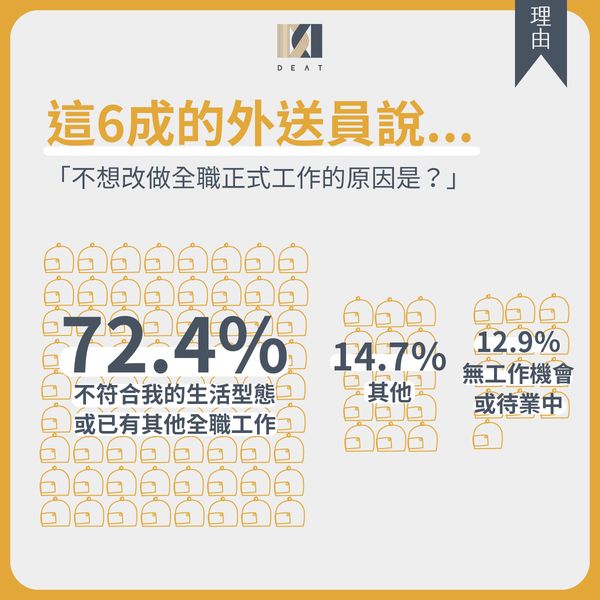 理由
DEAT
這6成的外送員說...
「不想改做全職正式工作的原因是？」
72.4%
不符合我的生活型態
或已有其他全職工作
14.7%
其他
12.9%
無工作機會
或待業中